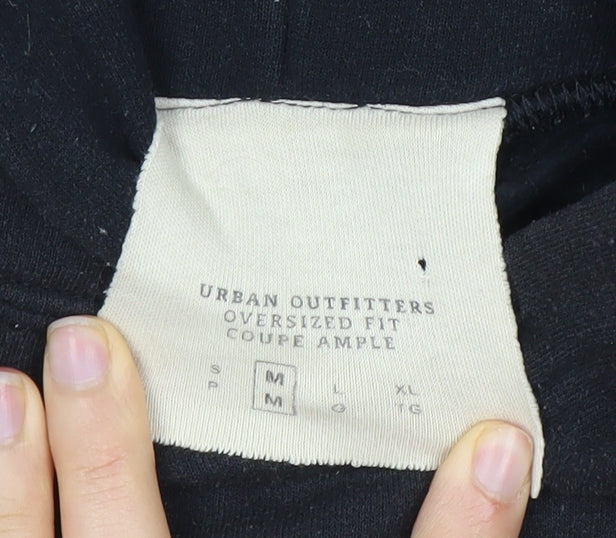 URBAN OUTFITTERS
OVERSIZED FIT
COUPE AMPLE
S M L XL
P M G TG